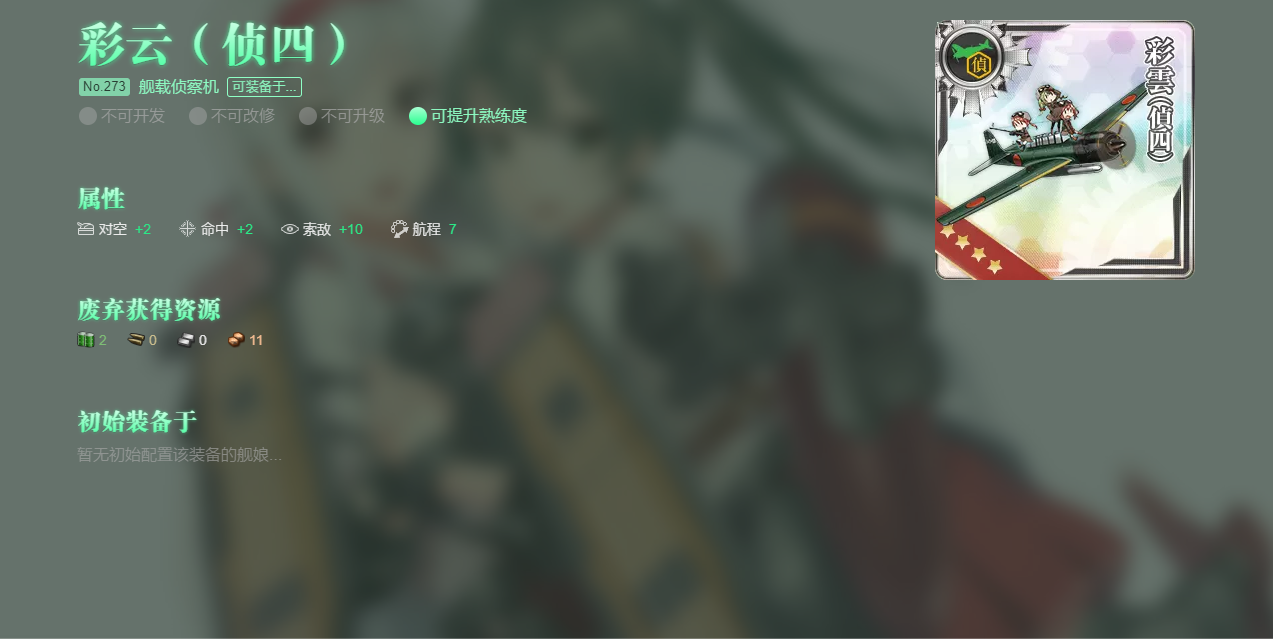 彩云（侦四）
No.273 舰载侦察机 可装备于...
不可开发 不可改修 不可升级 可提升熟练度
属性
对空 +2 命中 +2 索敌 +10 航程 7
废弃获得资源
2 0 0 11
初始装备于
暂无初始配置该装备的舰娘...
偵
彩雲(偵四)